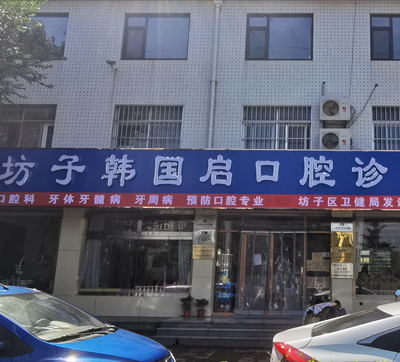 坊子韩国启口腔诊
口腔科 牙体牙髓病 牙周病 预防口腔专业 坊子区卫健局发